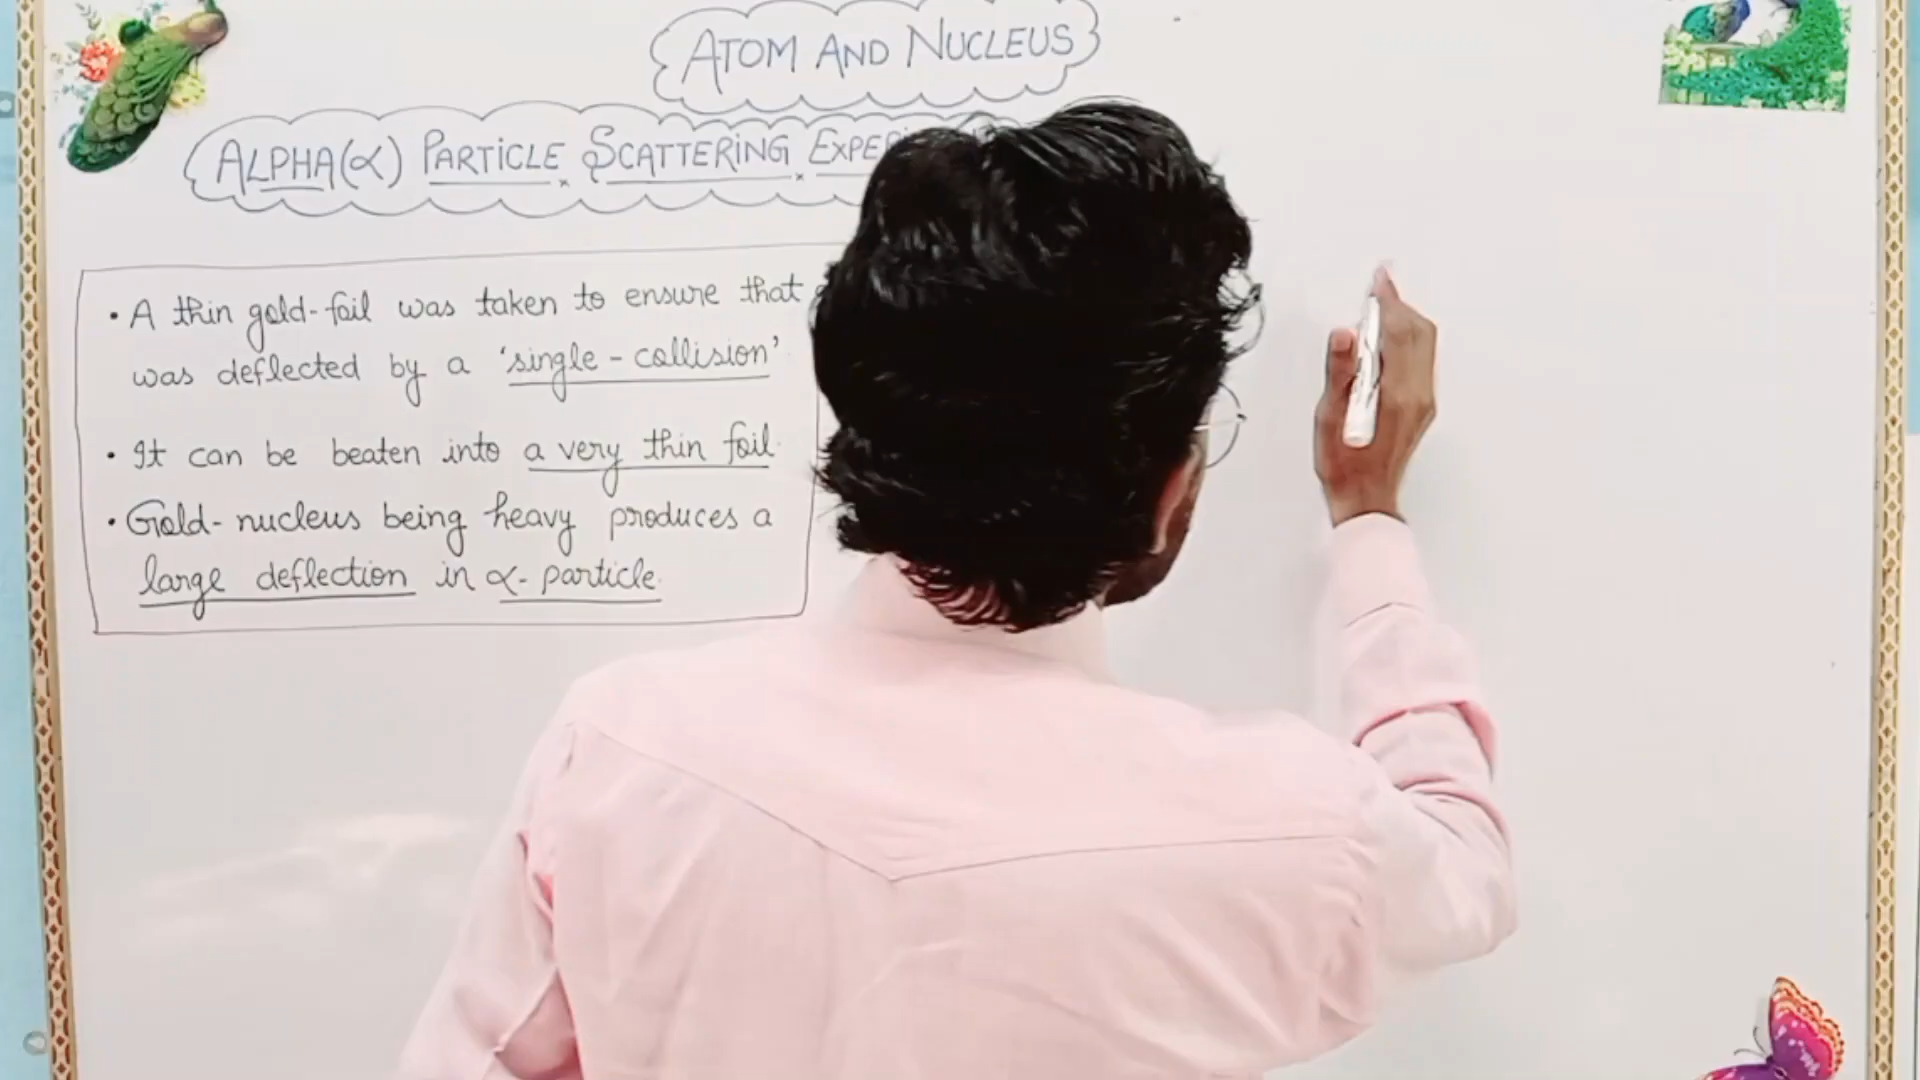 ATOM AND NUCLEUS
ALPHA(α) PARTICLE SCATTERING
• A thin gold-foil was taken to ensure that
was deflected by a 'single-collision'
• It can be beaten into a very thin foil.
• Gold-nucleus being heavy produces a
large deflection in α-particle.